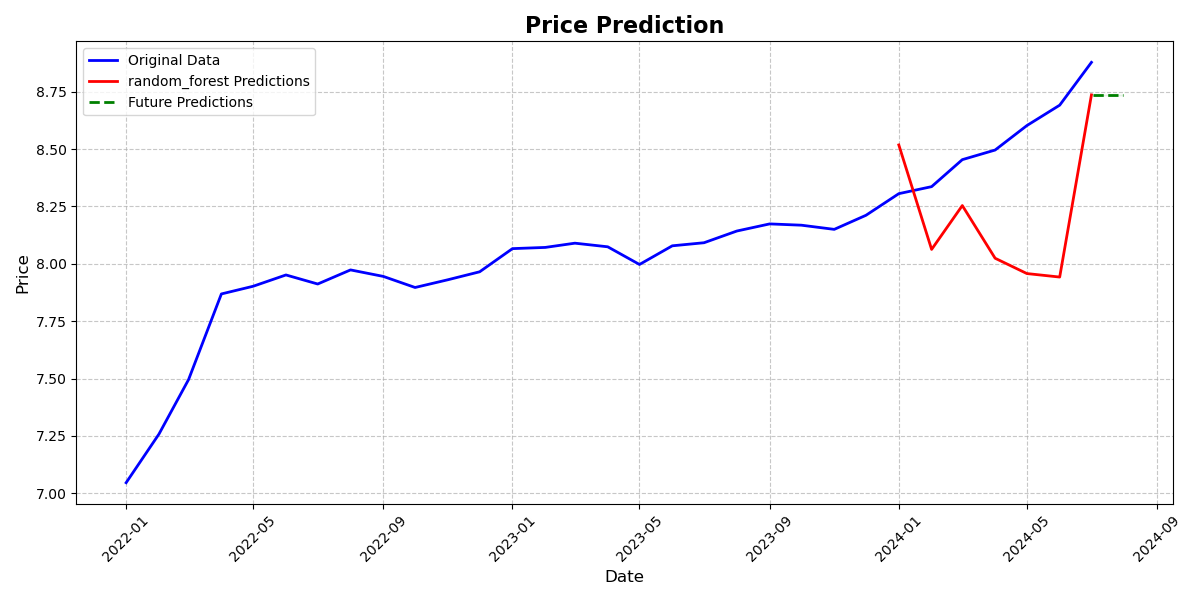 Price Prediction
Original Data
random_forest Predictions
Future Predictions
Price
8.75
8.50
8.25
8.00
7.75
7.50
7.25
7.00
2022-01
2022-05
2022-09
2023-01
2023-05
2023-09
2024-01
2024-05
2024-09
Date